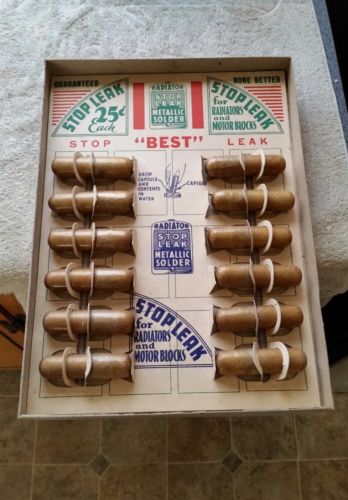 GUARANTEED
NONE BETTER
STOP LEAK
25¢
Each
RADIATOR
STOP
LEAK
METALLIC
SOLDER
STOP LEAK
for
RADIATORS
and
MOTOR BLOCKS
STOP "BEST" LEAK
DROP
CAPSULE
AND
CONTENTS
IN
WATER
CAPSULE
RADIATOR
STOP
LEAK
METALLIC
SOLDER
STOP LEAK
for
RADIATORS
and
MOTOR BLOCKS